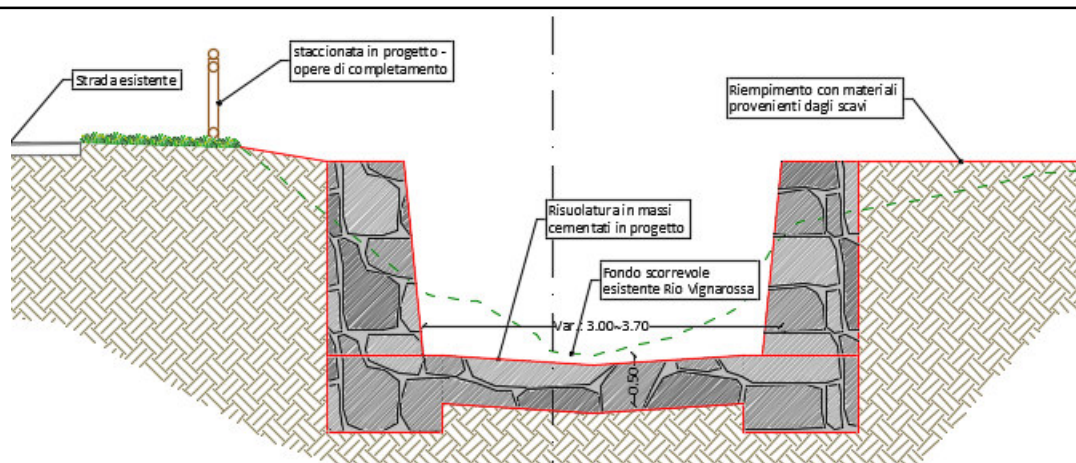 staccionata in progetto -
opere di completamento
Strada esistente
Riempimento con materiali
provenienti dagli scavi
Risuolatura in massi
cementati in progetto
Fondo scorrevole
esistente Rio Vignarossa
Var.: 3.00~3.70
0.50